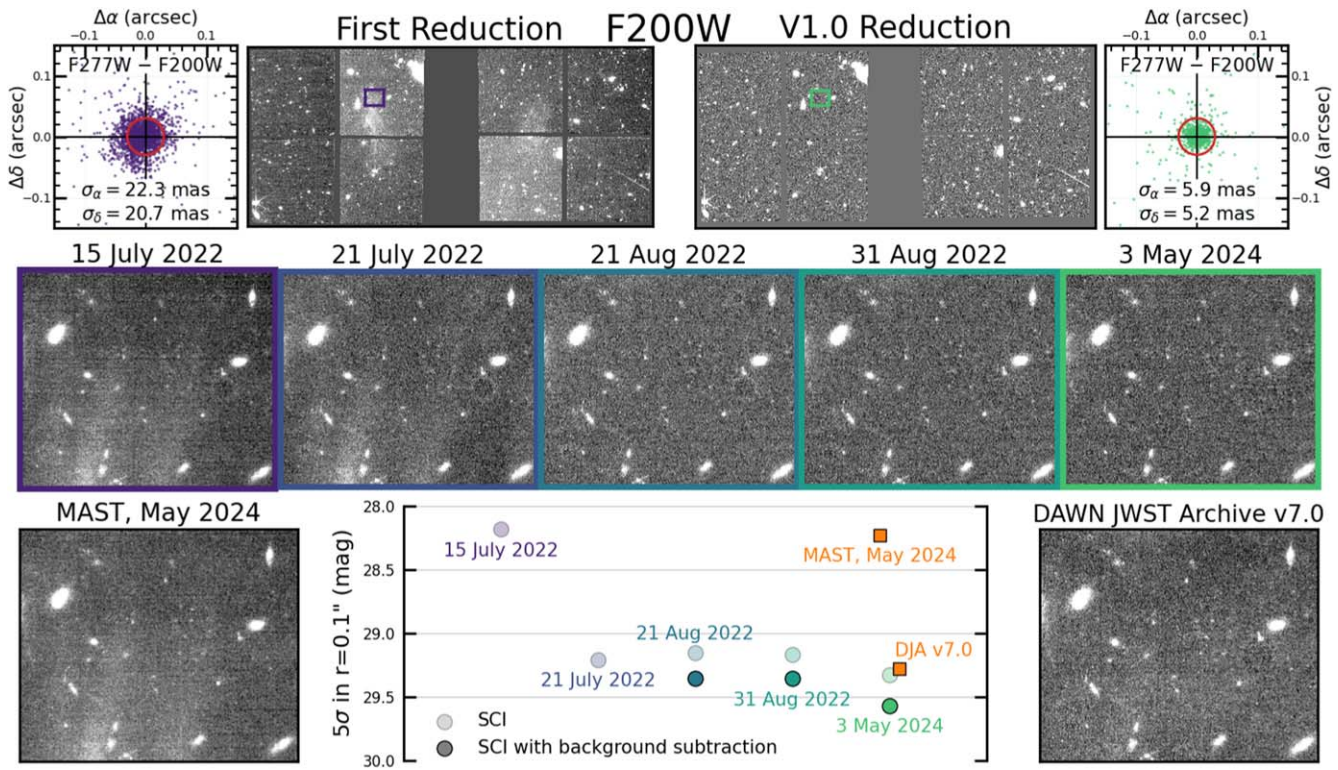 Δα (arcsec)
First Reduction F200W V1.0 Reduction
Δα (arcsec)
−0.1 0.0 0.1
−0.1 0.0 0.1
F277W − F200W
F277W − F200W
0.1
0.0
−0.1
Δδ (arcsec)
0.1
0.0
−0.1
Δδ (arcsec)
σα = 22.3 mas
σδ = 20.7 mas
σα = 5.9 mas
σδ = 5.2 mas
15 July 2022 21 July 2022 21 Aug 2022 31 Aug 2022 3 May 2024
MAST, May 2024
DAWN JWST Archive v7.0
5σ in r=0.1" (mag)
28.0
28.5
29.0
29.5
30.0
15 July 2022
MAST, May 2024
21 Aug 2022
DJA v7.0
21 July 2022
31 Aug 2022
3 May 2024
SCI
SCI with background subtraction